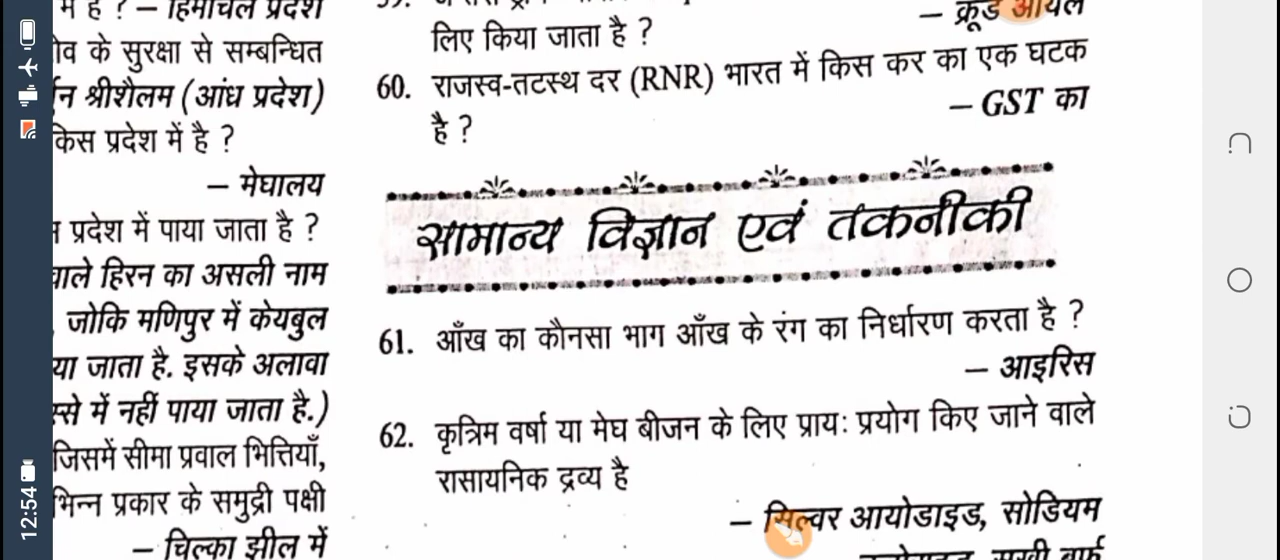 में है ? – हिमाचल प्रदेश
के सुरक्षा से सम्बन्धित
श्रीशैलम (आंध्र प्रदेश)
किस प्रदेश में है ?
– मेघालय
प्रदेश में पाया जाता है ?
वाले हिरन का असली नाम
जोकि मणिपुर में केयबुल
या जाता है. इसके अलावा
में नहीं पाया जाता है.)
जिसमें सीमा प्रवाल भित्तियाँ,
प्रकार के समुद्री पक्षी
– चिल्का झील में
लिए किया जाता है ?
– क्रूड ऑयल
60. राजस्व-तटस्थ दर (RNR) भारत में किस कर का एक घटक
है ?
– GST का
सामान्य विज्ञान एवं तकनीकी
61. आँख का कौनसा भाग आँख के रंग का निर्धारण करता है ?
– आइरिस
62. कृत्रिम वर्षा या मेघ बीजन के लिए प्रायः प्रयोग किए जाने वाले
रासायनिक द्रव्य है
– सिल्वर आयोडाइड, सोडियम
12:54